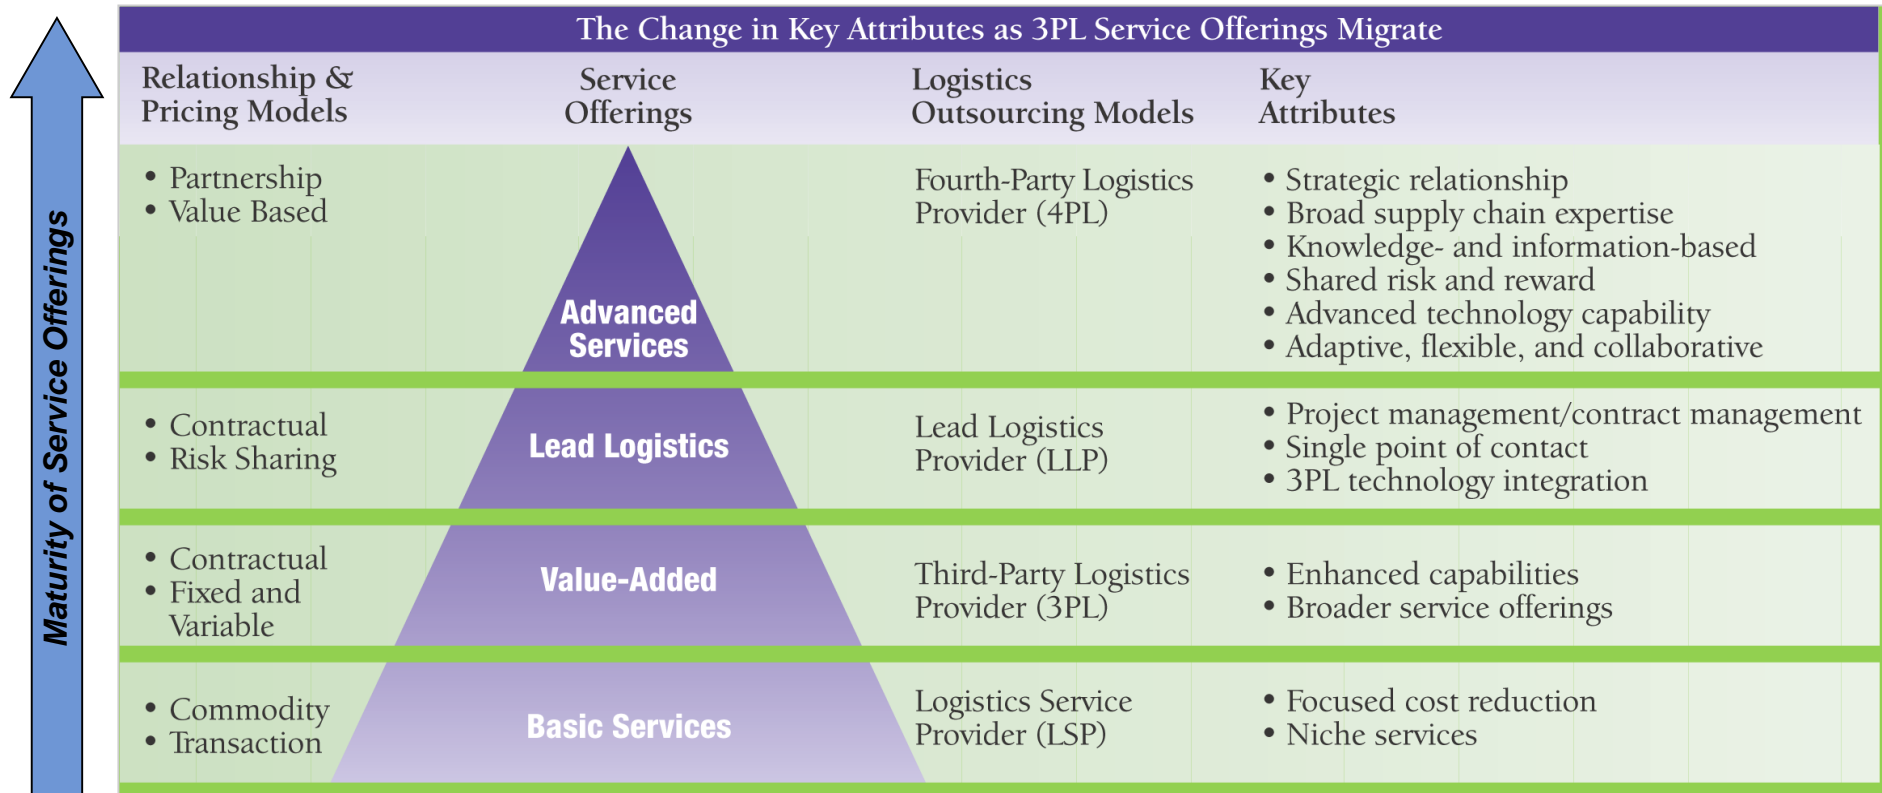 The Change in Key Attributes as 3PL Service Offerings Migrate
Relationship &
Pricing Models
Service
Offerings
Logistics
Outsourcing Models
Key
Attributes
Maturity of Service Offerings
• Partnership
• Value Based
Advanced
Services
Fourth-Party Logistics
Provider (4PL)
• Strategic relationship
• Broad supply chain expertise
• Knowledge- and information-based
• Shared risk and reward
• Advanced technology capability
• Adaptive, flexible, and collaborative
• Contractual
• Risk Sharing
Lead Logistics
Lead Logistics
Provider (LLP)
• Project management/contract management
• Single point of contact
• 3PL technology integration
• Contractual
• Fixed and
Variable
Value-Added
Third-Party Logistics
Provider (3PL)
• Enhanced capabilities
• Broader service offerings
• Commodity
• Transaction
Basic Services
Logistics Service
Provider (LSP)
• Focused cost reduction
• Niche services